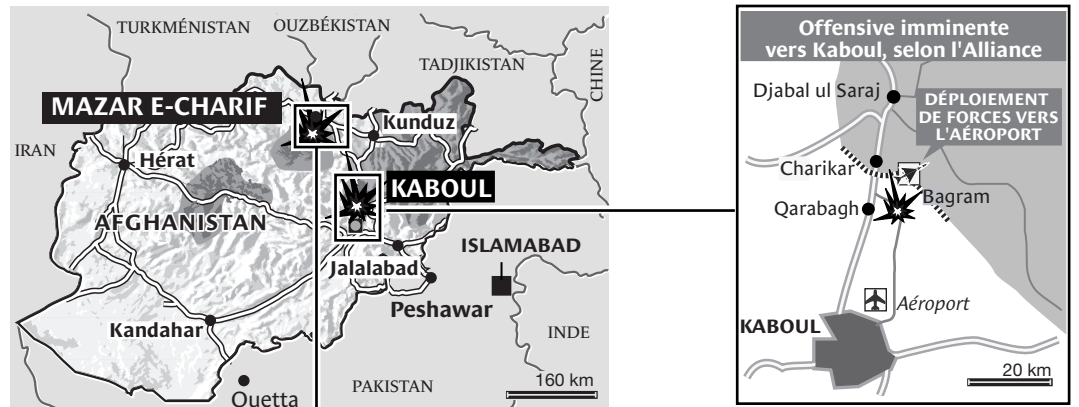 TURKMÉNISTAN
OUZBÉKISTAN
TADJIKISTAN
CHINE
MAZAR E-CHARIF
Kunduz
IRAN
Hérat
KABOUL
AFGHANISTAN
ISLAMABAD
Jalalabad
Peshawar
Kandahar
INDE
PAKISTAN
160 km
Quetta
Offensive imminente
vers Kaboul, selon l'Alliance
Djabal ul Saraj
DÉPLOIEMENT
DE FORCES VERS
L'AÉROPORT
Charikar
Bagram
Qarabagh
Aéroport
KABOUL
20 km